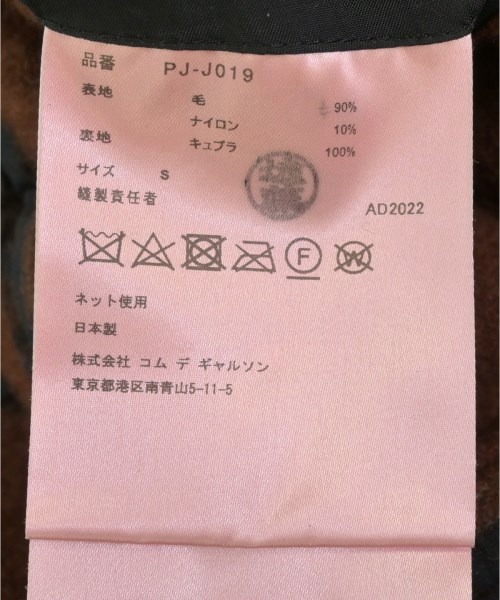 品番 PJ-J019
表地 毛 90%
ナイロン 10%
裏地 キュプラ 100%
サイズ S
縫製責任者
AD2022
F W
ネット使用
日本製
株式会社 コム デ ギャルソン
東京都港区南青山5-11-5